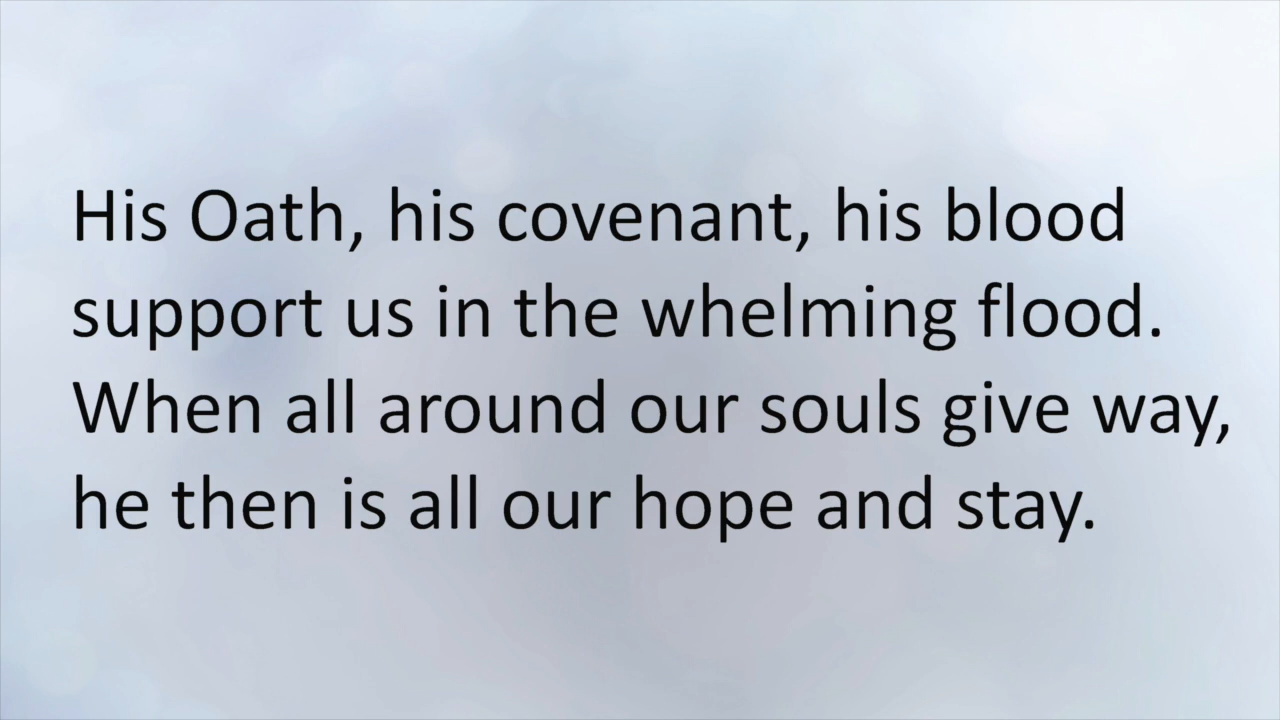 His Oath, his covenant, his blood
support us in the whelming flood.
When all around our souls give way,
he then is all our hope and stay.